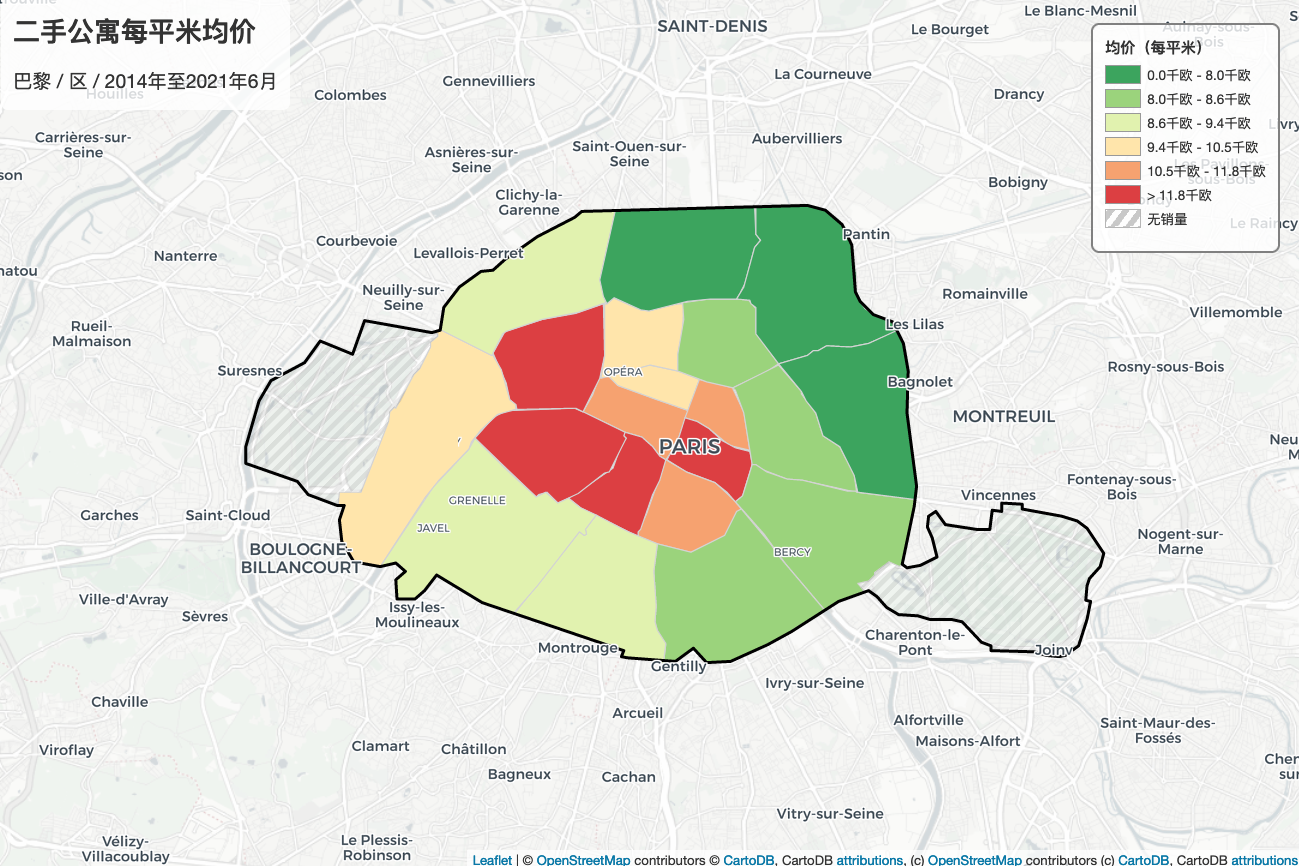 二手公寓每平米均价
巴黎 / 区 / 2014年至2021年6月
均价（每平米）
0.0千欧 - 8.0千欧
8.0千欧 - 8.6千欧
8.6千欧 - 9.4千欧
9.4千欧 - 10.5千欧
10.5千欧 - 11.8千欧
> 11.8千欧
无销量
Le Blanc-Mesnil
SAINT-DENIS
Le Bourget
Aulnay-sous-
Bois
La Courneuve
Gennevilliers
Houilles
Colombes
Drancy
Livry
Carrières-sur-
Seine
Aubervilliers
Saint-Ouen-sur-
Seine
Asnières-sur-
Seine
Les Pavillons-
sous-Bois
son
Bobigny
Clichy-la-
Garenne
Bondy
Le Raincy
Pantin
Courbevoie
Levallois-Perret
Nanterre
natou
Neuilly-sur-
Seine
Romainville
Villemomble
Les Lilas
Rueil-
Malmaison
Suresnes
OPÉRA
Rosny-sous-Bois
Bagnolet
MONTREUIL
PARIS
Neu
M
Fontenay-sous-
Bois
Vincennes
GRENELLE
Garches
Saint-Cloud
JAVEL
Nogent-sur-
Marne
BOULOGNE-
BILLANCOURT
BERCY
Ville-d'Avray
Sèvres
Issy-les-
Moulineaux
Charenton-le-
Pont
Montrouge
Joinv
Gentilly
Ivry-sur-Seine
Chaville
Arcueil
Alfortville
Saint-Maur-des-
Fossés
Maisons-Alfort
Viroflay
Clamart
Châtillon
Chen
su
Bagneux
Cachan
Vitry-sur-Seine
Vélizy-
Villacoublay
Le Plessis-
Robinson
Leaflet | © OpenStreetMap contributors © CartoDB, CartoDB attributions, (c) OpenStreetMap contributors (c) CartoDB, CartoDB attributions